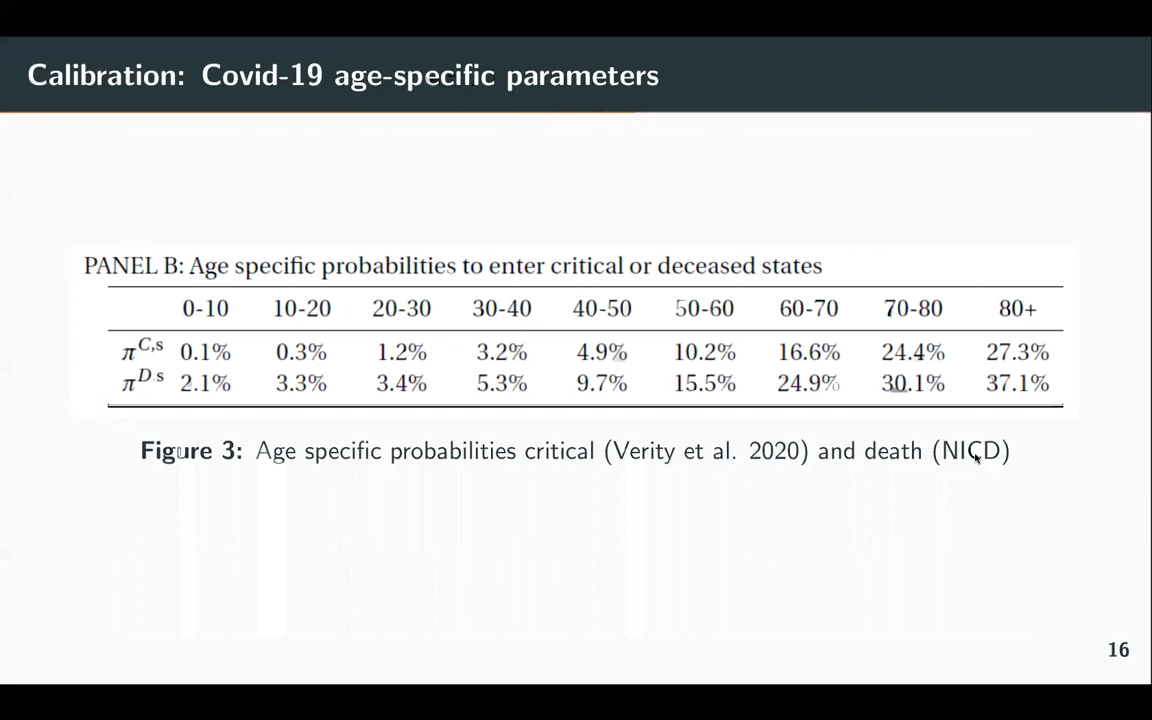 Calibration: Covid-19 age-specific parameters
PANEL B: Age specific probabilities to enter critical or deceased states
0-10 10-20 20-30 30-40 40-50 50-60 60-70 70-80 80+
π^C,s 0.1% 0.3% 1.2% 3.2% 4.9% 10.2% 16.6% 24.4% 27.3%
π^D,s 2.1% 3.3% 3.4% 5.3% 9.7% 15.5% 24.9% 30.1% 37.1%
Figure 3: Age specific probabilities critical (Verity et al. 2020) and death (NICD)
16